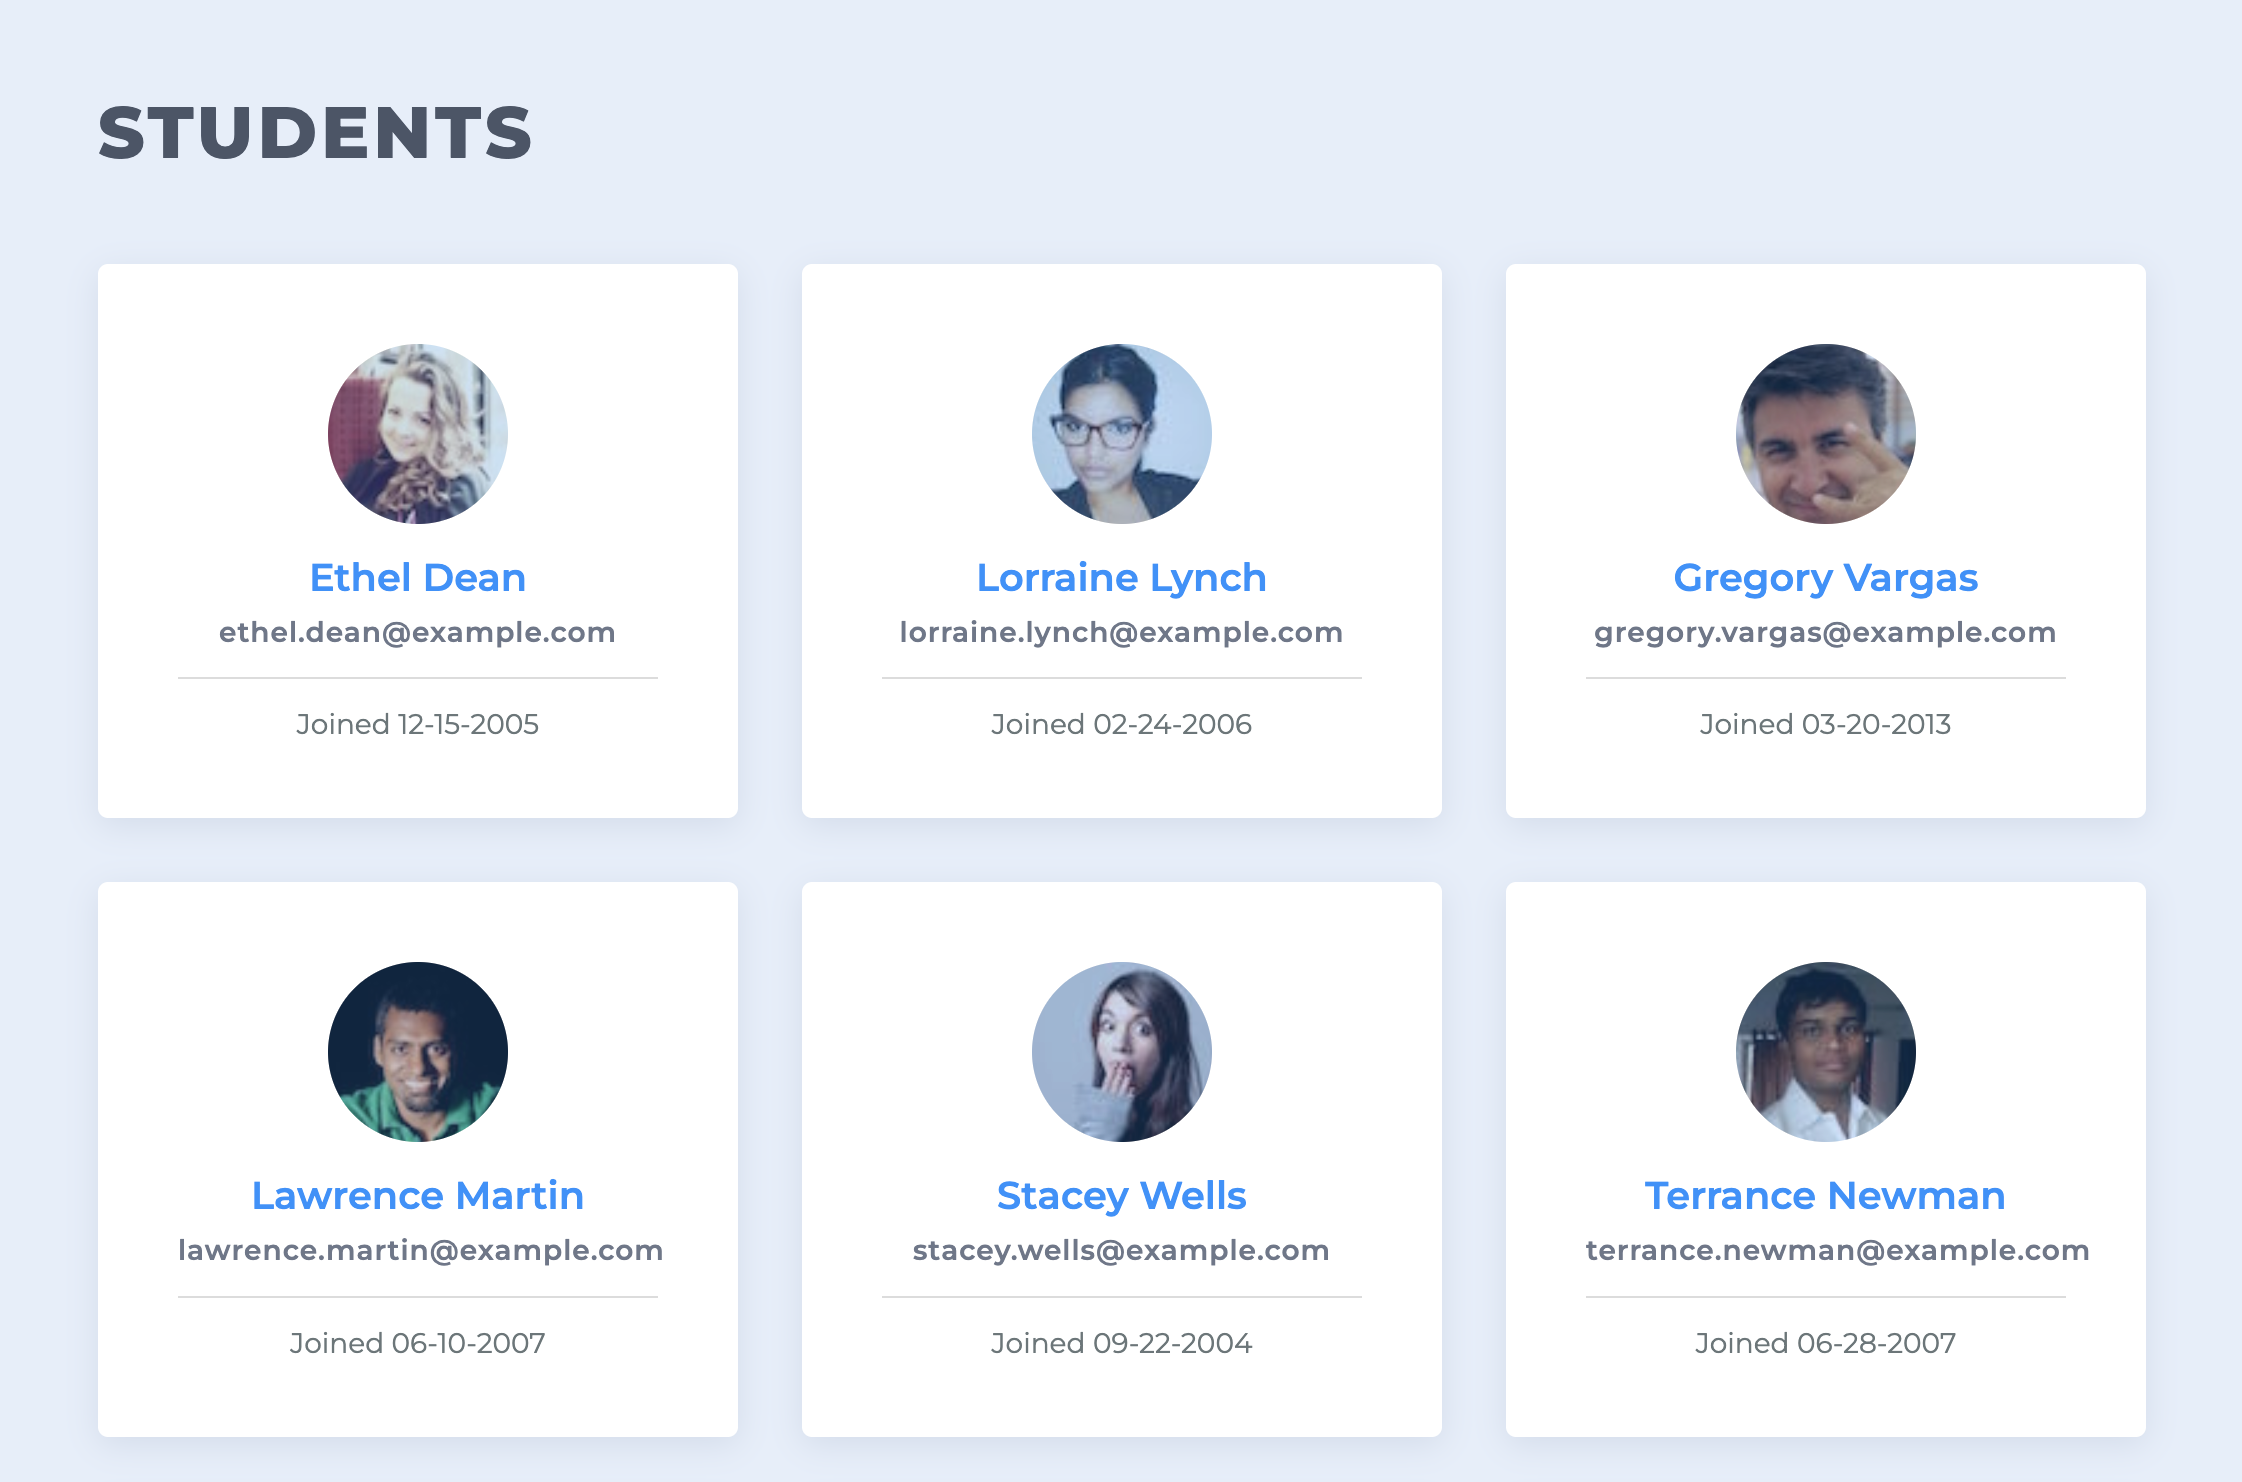 STUDENTS
Ethel Dean
ethel.dean@example.com
Joined 12-15-2005
Lorraine Lynch
lorraine.lynch@example.com
Joined 02-24-2006
Gregory Vargas
gregory.vargas@example.com
Joined 03-20-2013
Lawrence Martin
lawrence.martin@example.com
Joined 06-10-2007
Stacey Wells
stacey.wells@example.com
Joined 09-22-2004
Terrance Newman
terrance.newman@example.com
Joined 06-28-2007